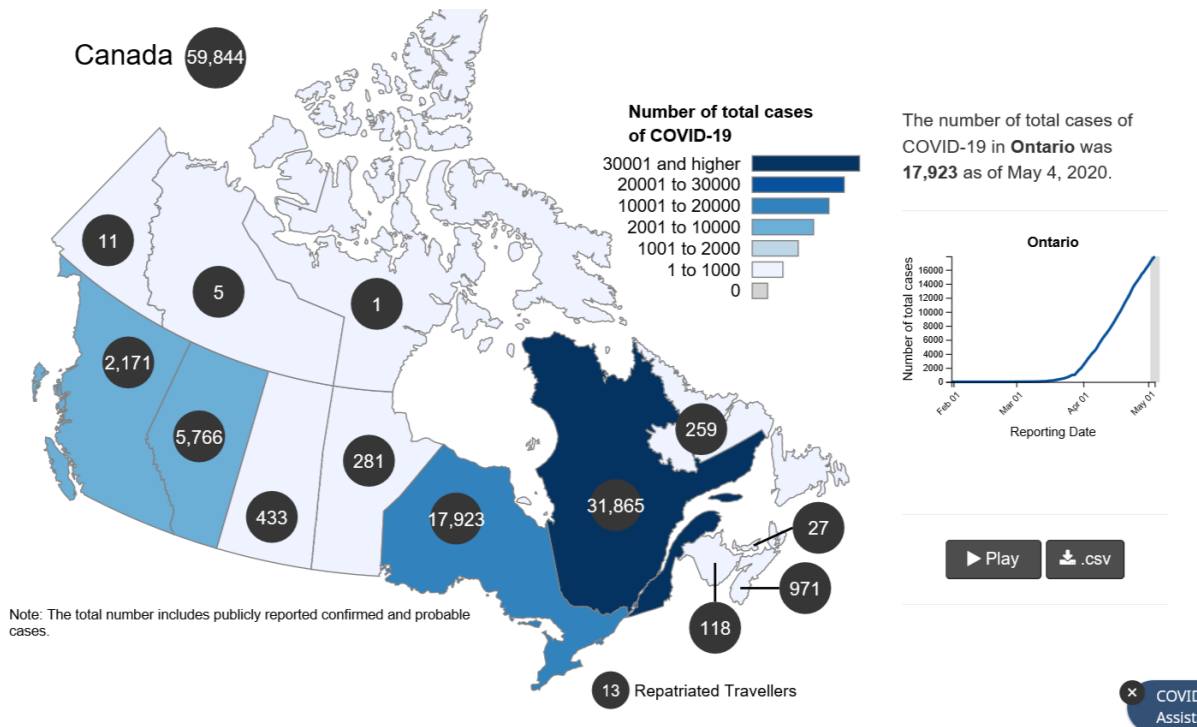 Canada 59,844
Number of total cases
of COVID-19
30001 and higher
20001 to 30000
10001 to 20000
2001 to 10000
1001 to 2000
1 to 1000
0
11
5
1
2,171
5,766
433
281
17,923
31,865
259
27
971
118
Note: The total number includes publicly reported confirmed and probable
cases.
13 Repatriated Travellers
The number of total cases of
COVID-19 in Ontario was
17,923 as of May 4, 2020.
Ontario
Number of total cases
16000
14000
12000
10000
8000
6000
4000
2000
0
Feb 01
Mar 01
Apr 01
May 01
Reporting Date
Play
.csv
COVID
Assist